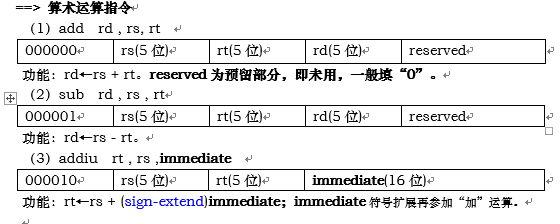 ==> 算术运算指令
(1) add rd , rs, rt
000000 rs(5 位) rt(5 位) rd(5 位) reserved
功能：rd←rs + rt。reserved 为预留部分，即未用，一般填“0”。
(2) sub rd , rs , rt
000001 rs(5 位) rt(5 位) rd(5 位) reserved
功能：rd←rs - rt。
(3) addiu rt , rs ,immediate
000010 rs(5 位) rt(5 位) immediate(16 位)
功能：rt←rs + (sign-extend)immediate；immediate 符号扩展再参加“加”运算。